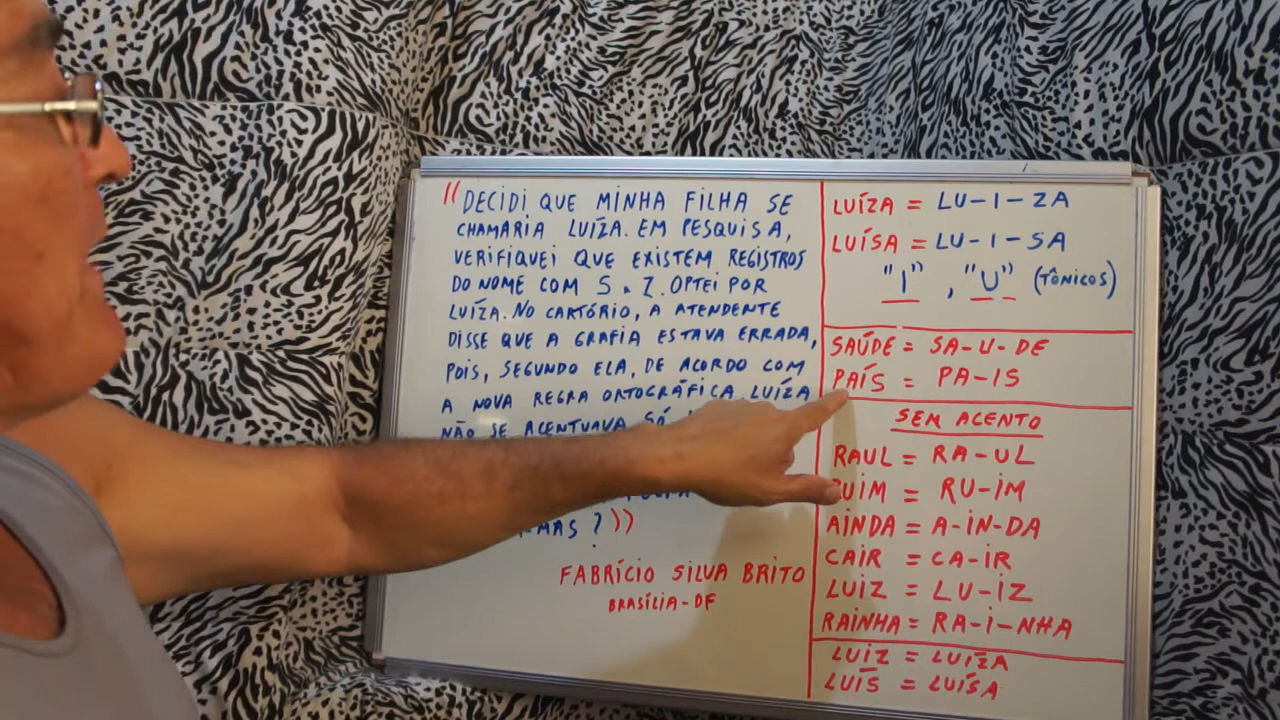 "DECIDI QUE MINHA FILHA SE
CHAMARIA LUÍZA. EM PESQUISA,
VERIFIQUEI QUE EXISTEM REGISTROS
DO NOME COM S e Z. OPTEI POR
LUÍZA. NO CARTÓRIO, A ATENDENTE
DISSE QUE A GRAFIA ESTAVA ERRADA,
POIS, SEGUNDO ELA, DE ACORDO COM
A NOVA REGRA ORTOGRÁFICA LUÍZA
NÃO SE ACENTUAVA SÓ
?"
FABRÍCIO SILVA BRITO
BRASÍLIA-DF
LUÍZA = LU-I-ZA
LUÍSA = LU-I-SA
"I", "U" (TÔNICOS)
SAÚDE = SA-U-DE
PAÍS = PA-IS
SEM ACENTO
RAUL = RA-UL
RUIM = RU-IM
AINDA = A-IN-DA
CAIR = CA-IR
LUIZ = LU-IZ
RAINHA = RA-I-NHA
LUIZ = LUIZA
LUÍS = LUÍSA